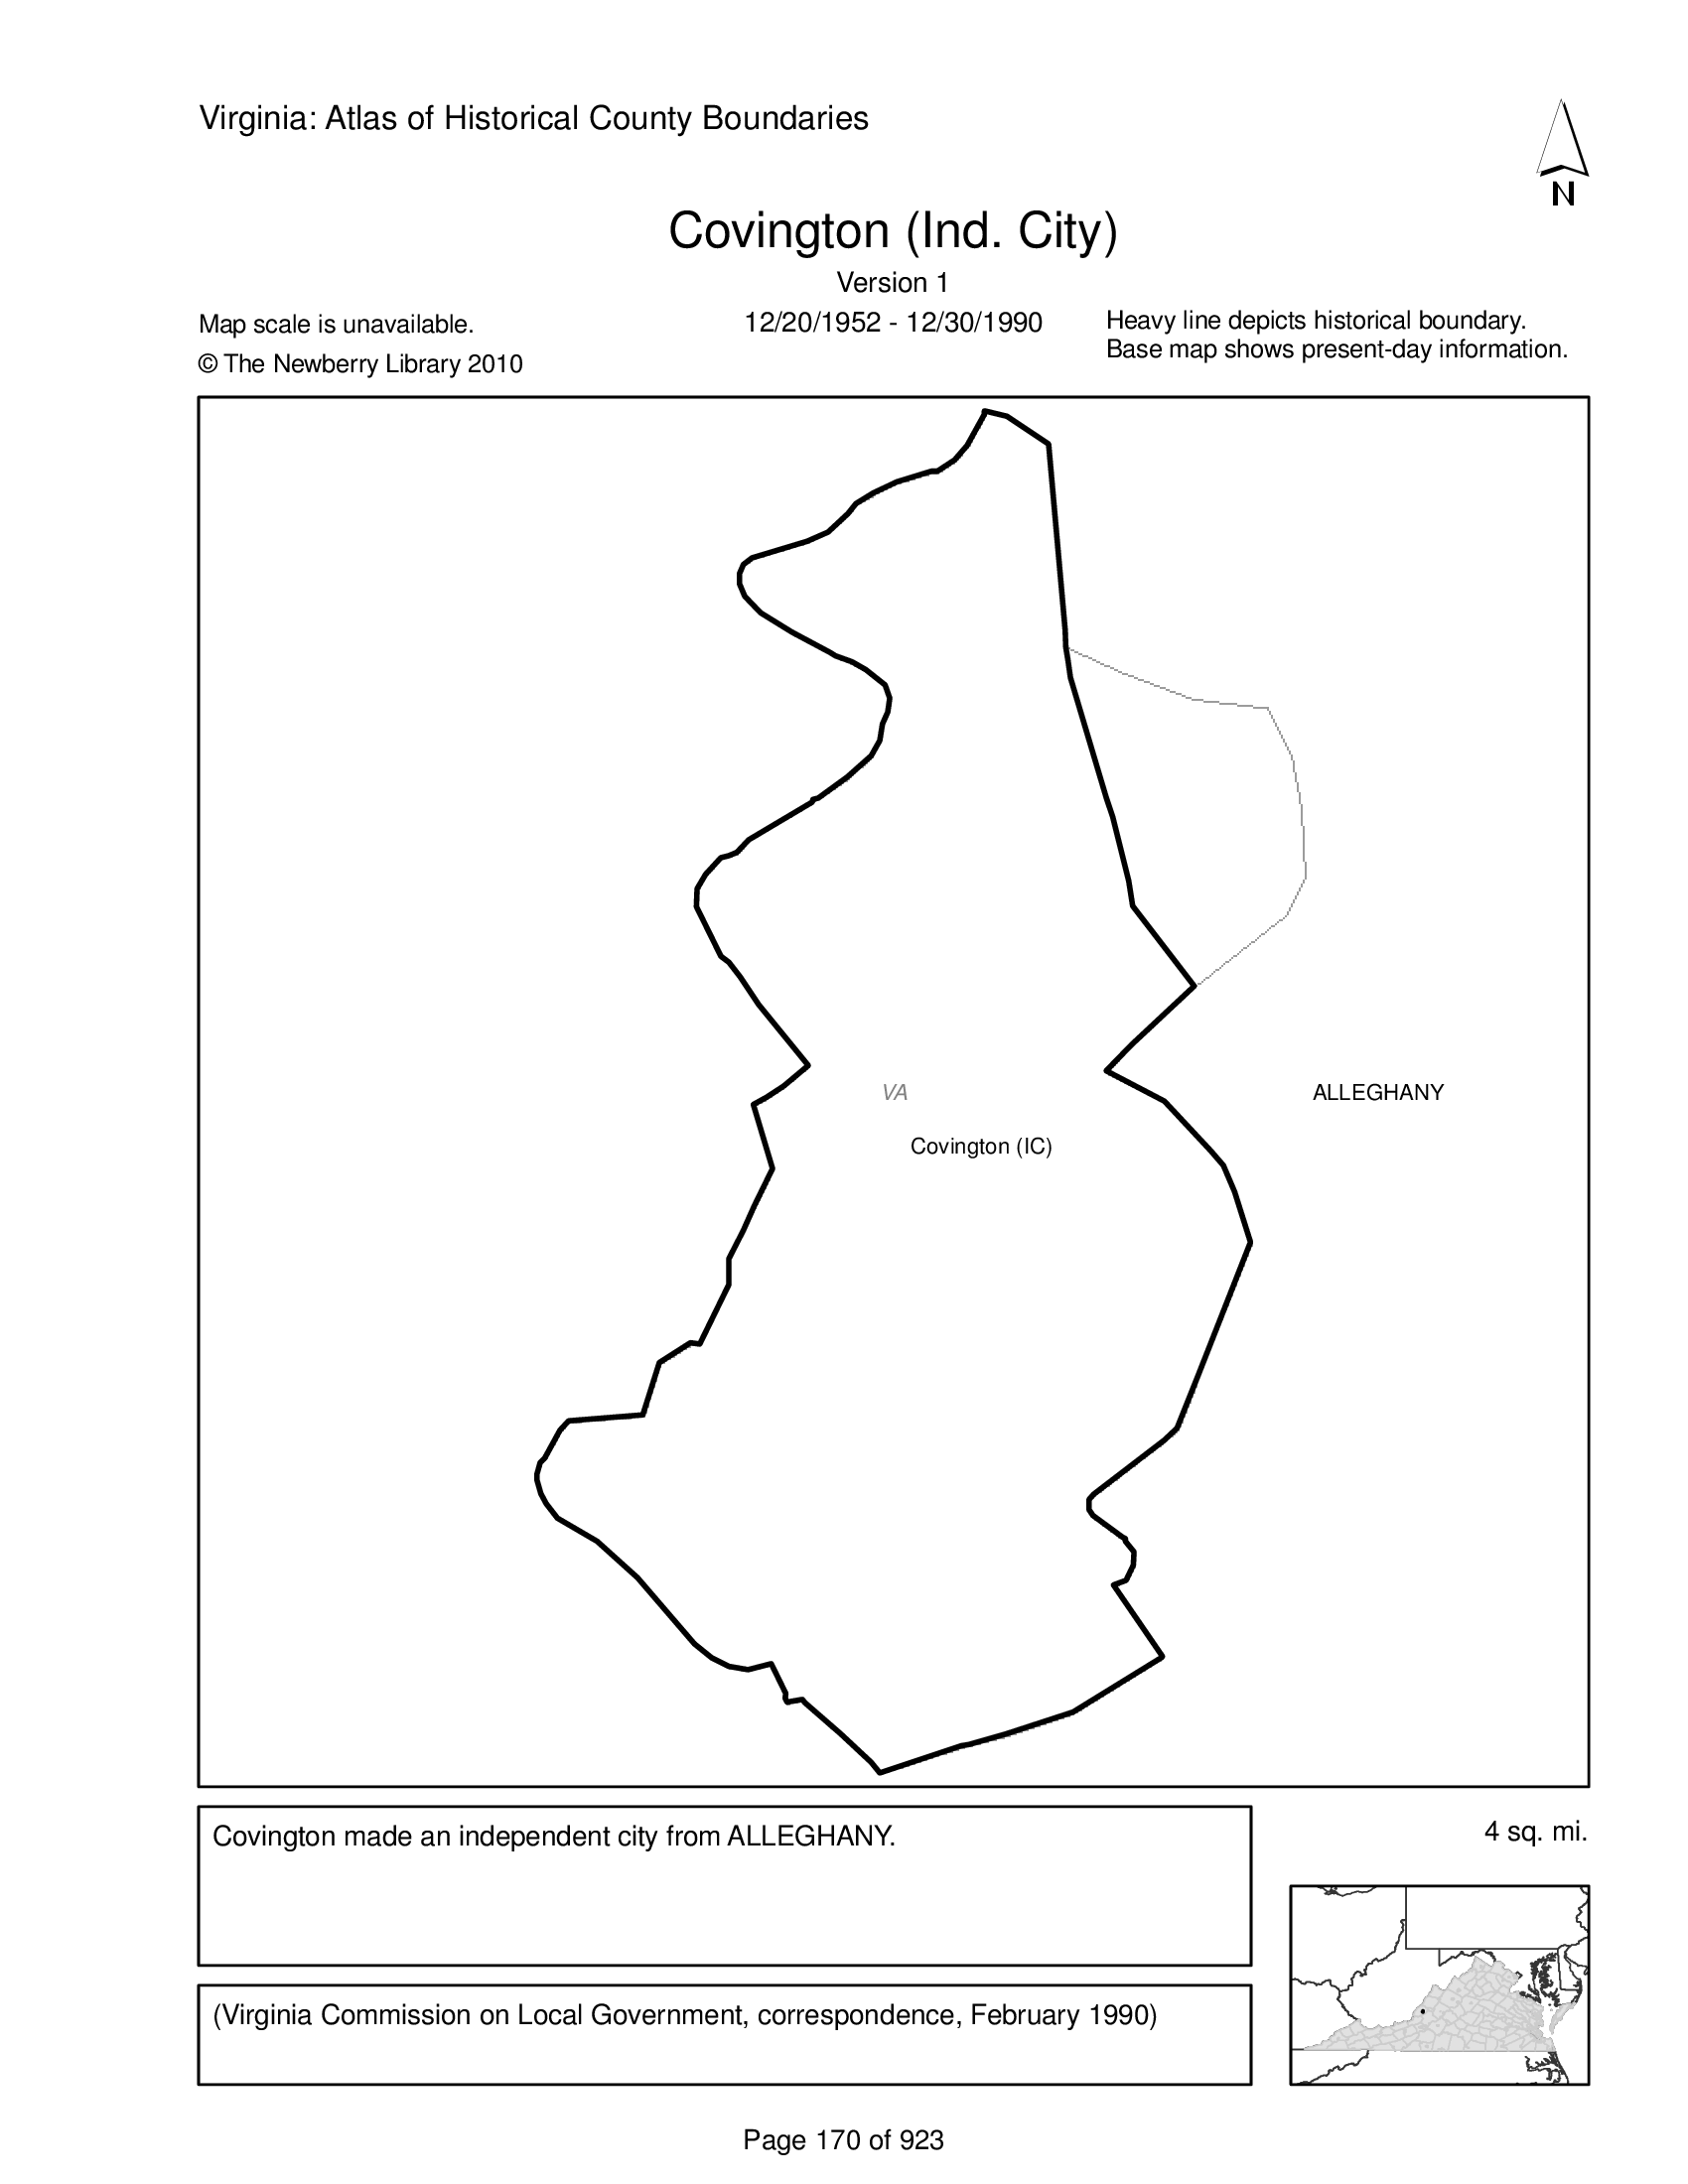 Virginia: Atlas of Historical County Boundaries
N
Covington (Ind. City)
Version 1
Map scale is unavailable.
12/20/1952 - 12/30/1990
Heavy line depicts historical boundary.
© The Newberry Library 2010
Base map shows present-day information.
VA
ALLEGHANY
Covington (IC)
Covington made an independent city from ALLEGHANY.
4 sq. mi.
(Virginia Commission on Local Government, correspondence, February 1990)
Page 170 of 923